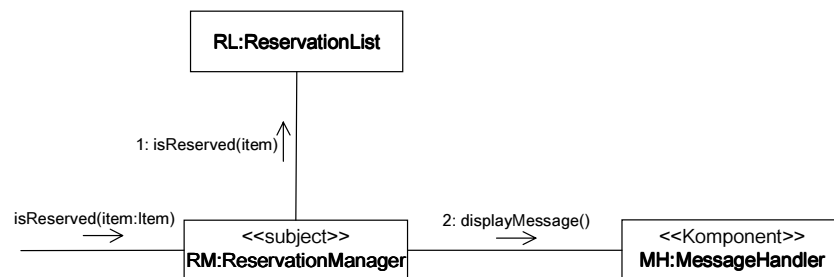 RL:ReservationList
1: isReserved(item)
isReserved(item:Item)
<<subject>>
RM:ReservationManager
2: displayMessage()
<<Komponent>>
MH:MessageHandler